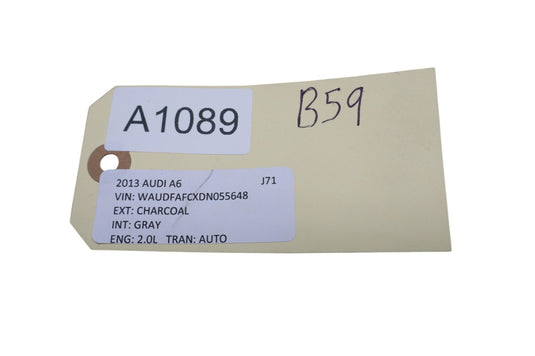 A1089
B59
2013 AUDI A6 J71
VIN: WAUDFAFCXDN055648
EXT: CHARCOAL
INT: GRAY
ENG: 2.0L TRAN: AUTO